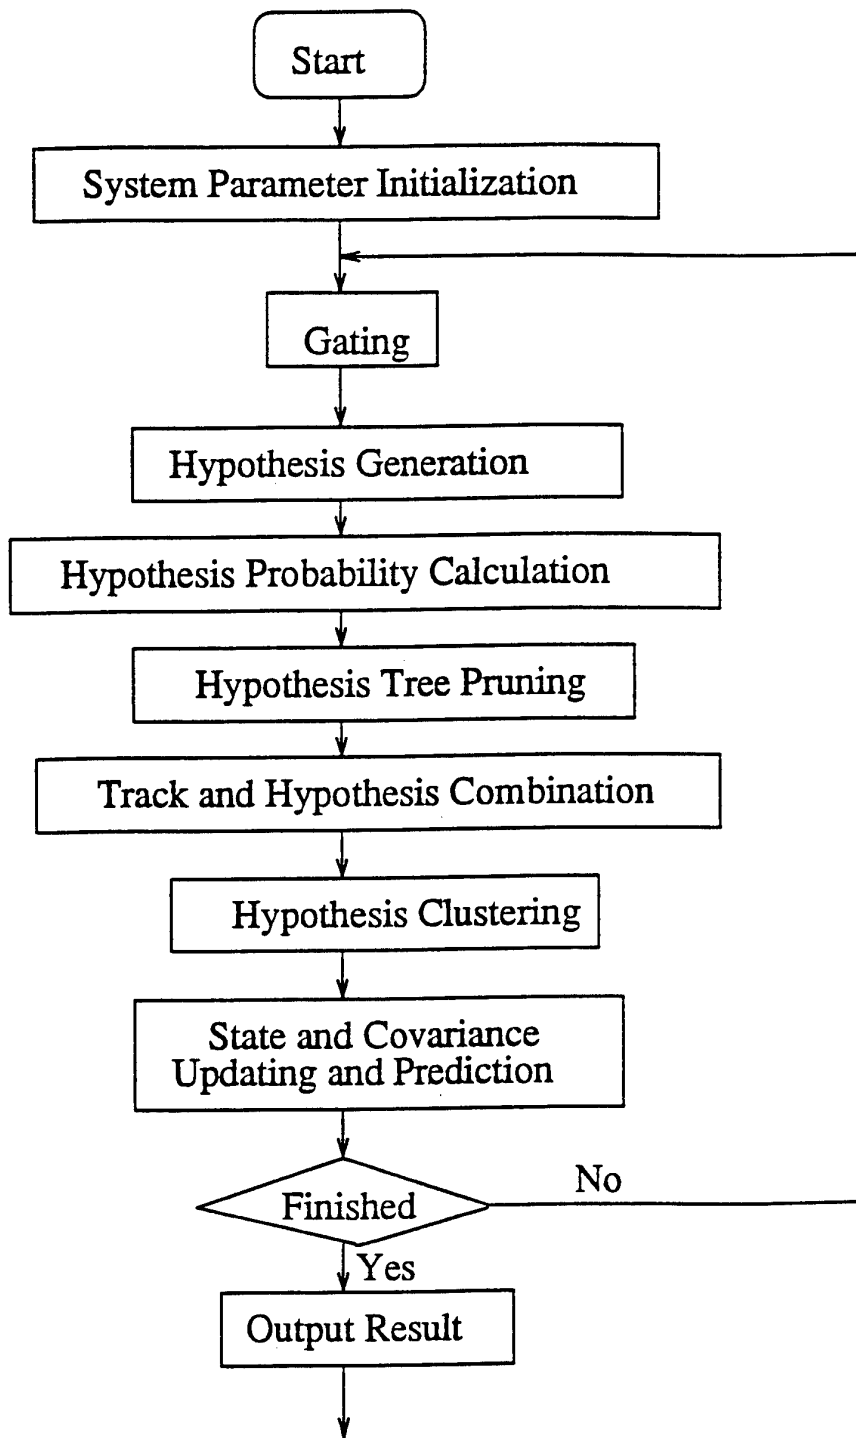 Start
System Parameter Initialization
Gating
Hypothesis Generation
Hypothesis Probability Calculation
Hypothesis Tree Pruning
Track and Hypothesis Combination
Hypothesis Clustering
State and Covariance
Updating and Prediction
Finished
No
Yes
Output Result